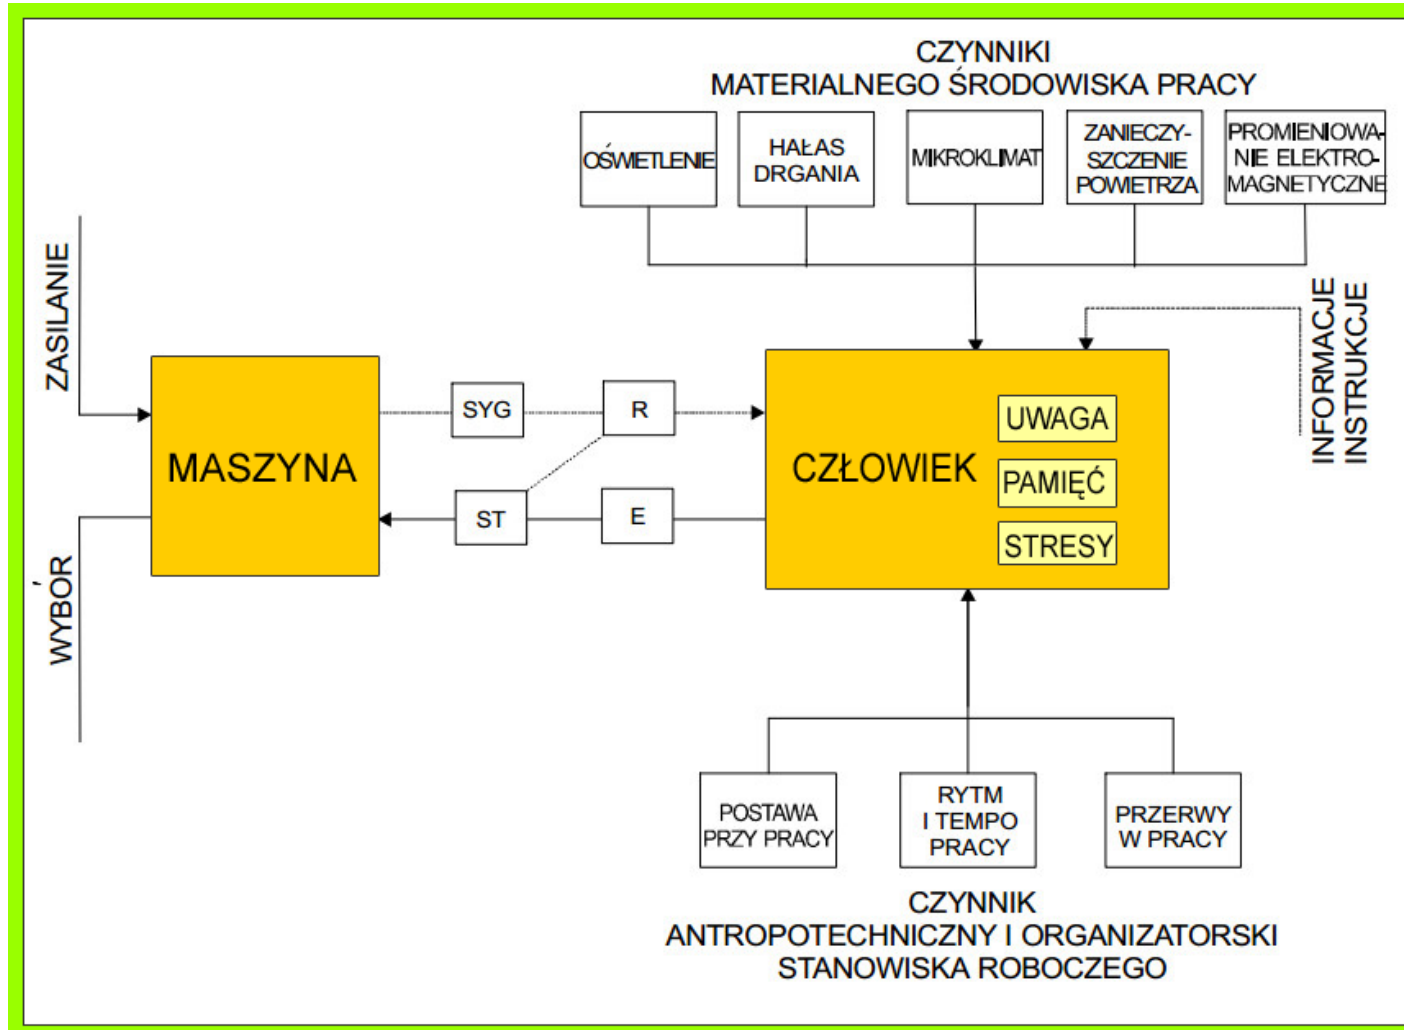 CZYNNIKI
MATERIALNEGO ŚRODOWISKA PRACY
OŚWIETLENIE
HAŁAS
DRGANIA
MIKROKLIMAT
ZANIECZY-
SZCZENIE
POWIETRZA
PROMIENIOWA-
NIE ELEKTRO-
MAGNETYCZNE
ZASILANIE
INFORMACJE
INSTRUKCJE
MASZYNA
SYG
R
CZŁOWIEK
UWAGA
PAMIĘĆ
STRESY
ST
E
WYBÓR
POSTAWA
PRZY PRACY
RYTM
I TEMPO
PRACY
PRZERWY
W PRACY
CZYNNIK
ANTROPOTECHNICZNY I ORGANIZATORSKI
STANOWISKA ROBOCZEGO